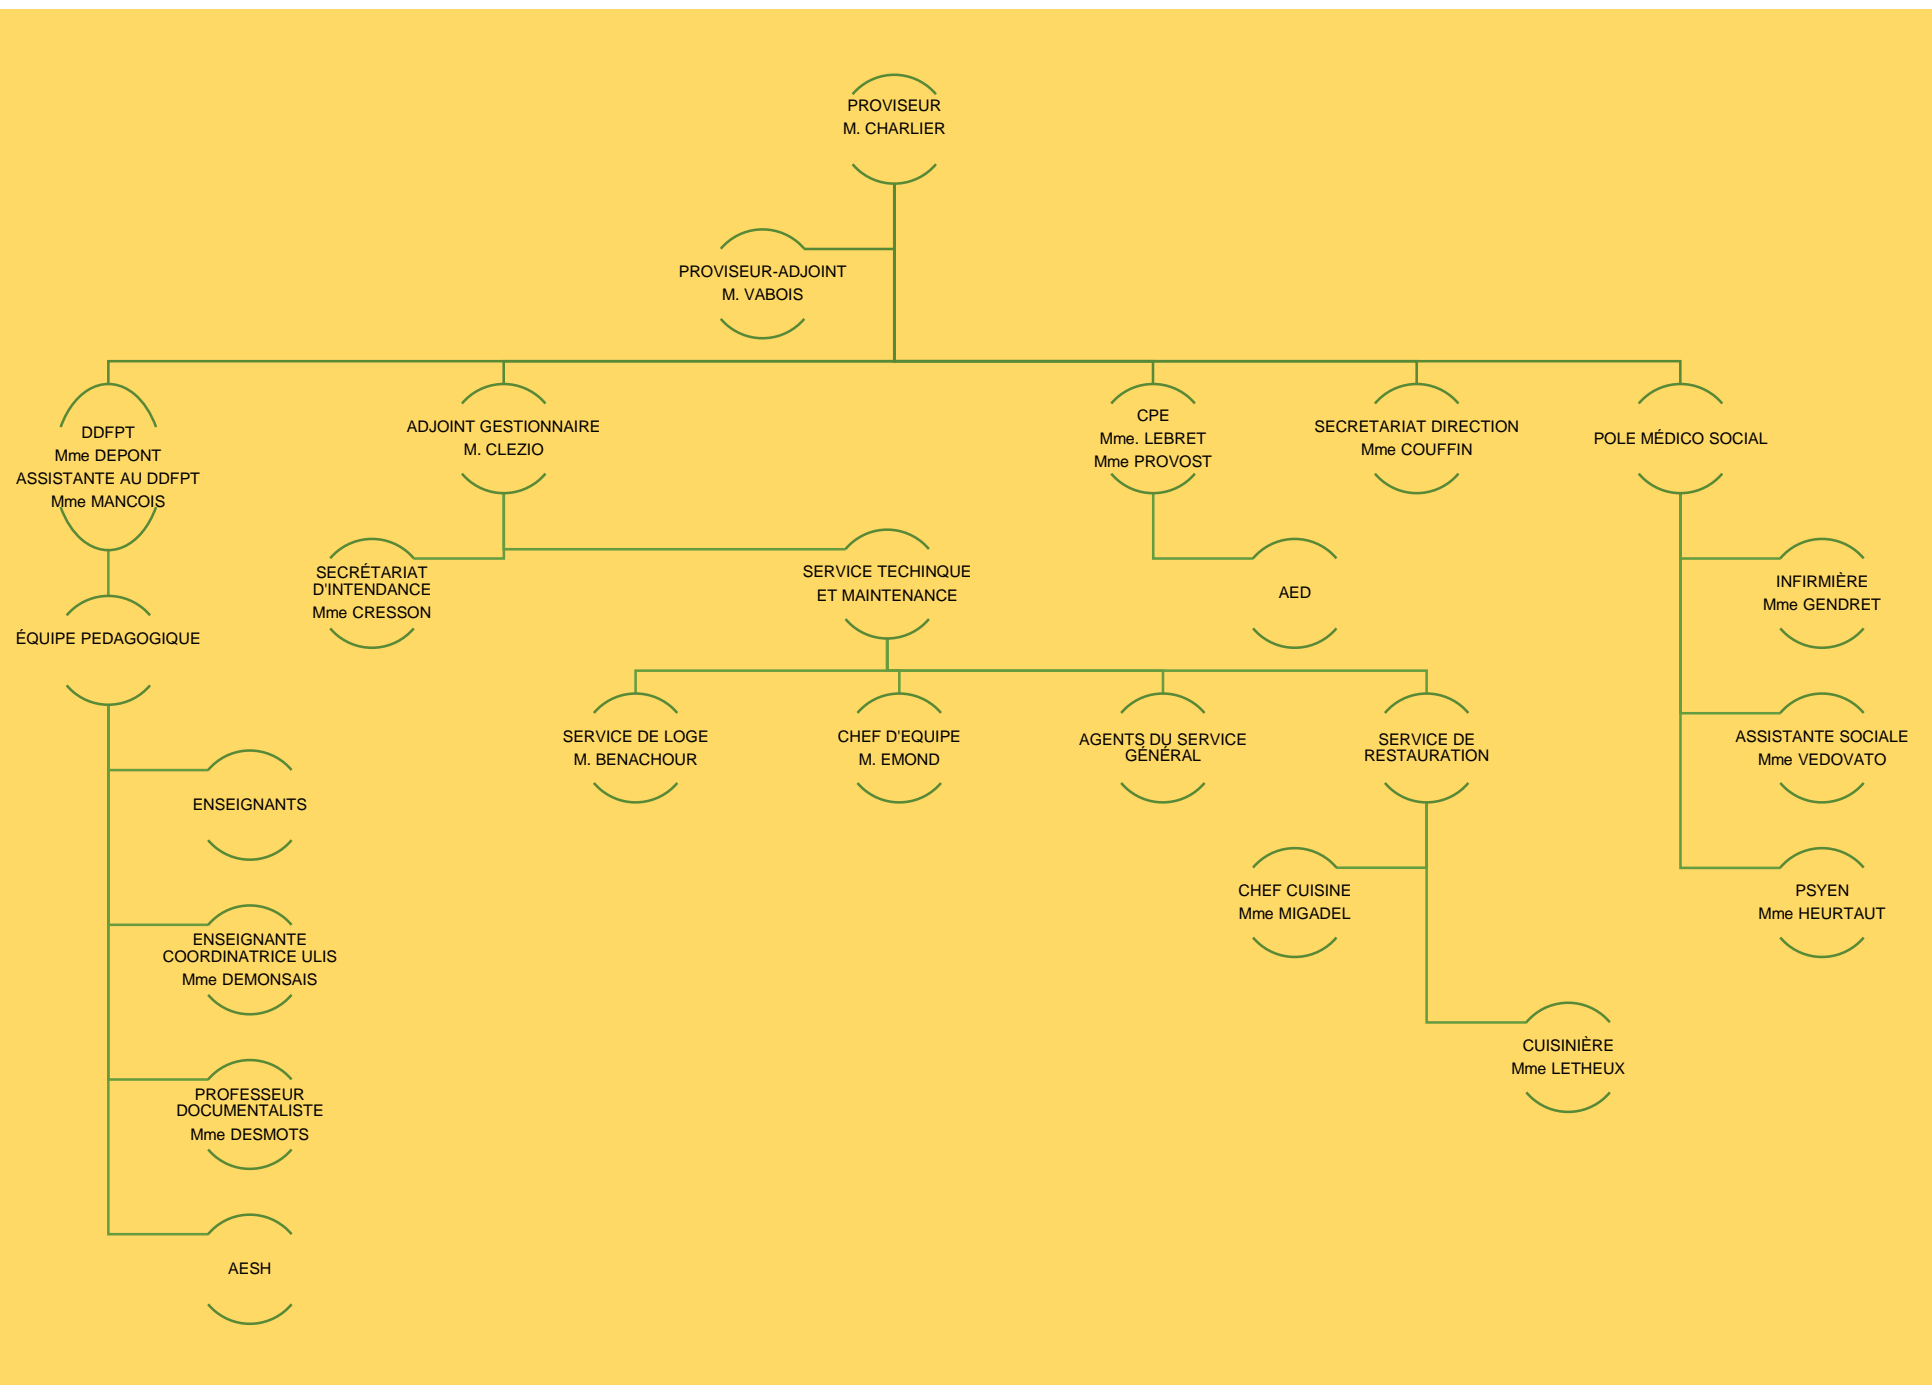 PROVISEUR
M. CHARLIER
PROVISEUR-ADJOINT
M. VABOIS
DDFPT
Mme DEPONT
ASSISTANTE AU DDFPT
Mme MANCOIS
ADJOINT GESTIONNAIRE
M. CLEZIO
CPE
Mme. LEBRET
Mme PROVOST
SECRETARIAT DIRECTION
Mme COUFFIN
POLE MÉDICO SOCIAL
SECRÉTARIAT
D'INTENDANCE
Mme CRESSON
SERVICE TECHINQUE
ET MAINTENANCE
AED
INFIRMIÈRE
Mme GENDRET
ÉQUIPE PEDAGOGIQUE
SERVICE DE LOGE
M. BENACHOUR
CHEF D'EQUIPE
M. EMOND
AGENTS DU SERVICE
GÉNÉRAL
SERVICE DE
RESTAURATION
ASSISTANTE SOCIALE
Mme VEDOVATO
ENSEIGNANTS
CHEF CUISINE
Mme MIGADEL
PSYEN
Mme HEURTAUT
ENSEIGNANTE
COORDINATRICE ULIS
Mme DEMONSAIS
CUISINIÈRE
Mme LETHEUX
PROFESSEUR
DOCUMENTALISTE
Mme DESMOTS
AESH